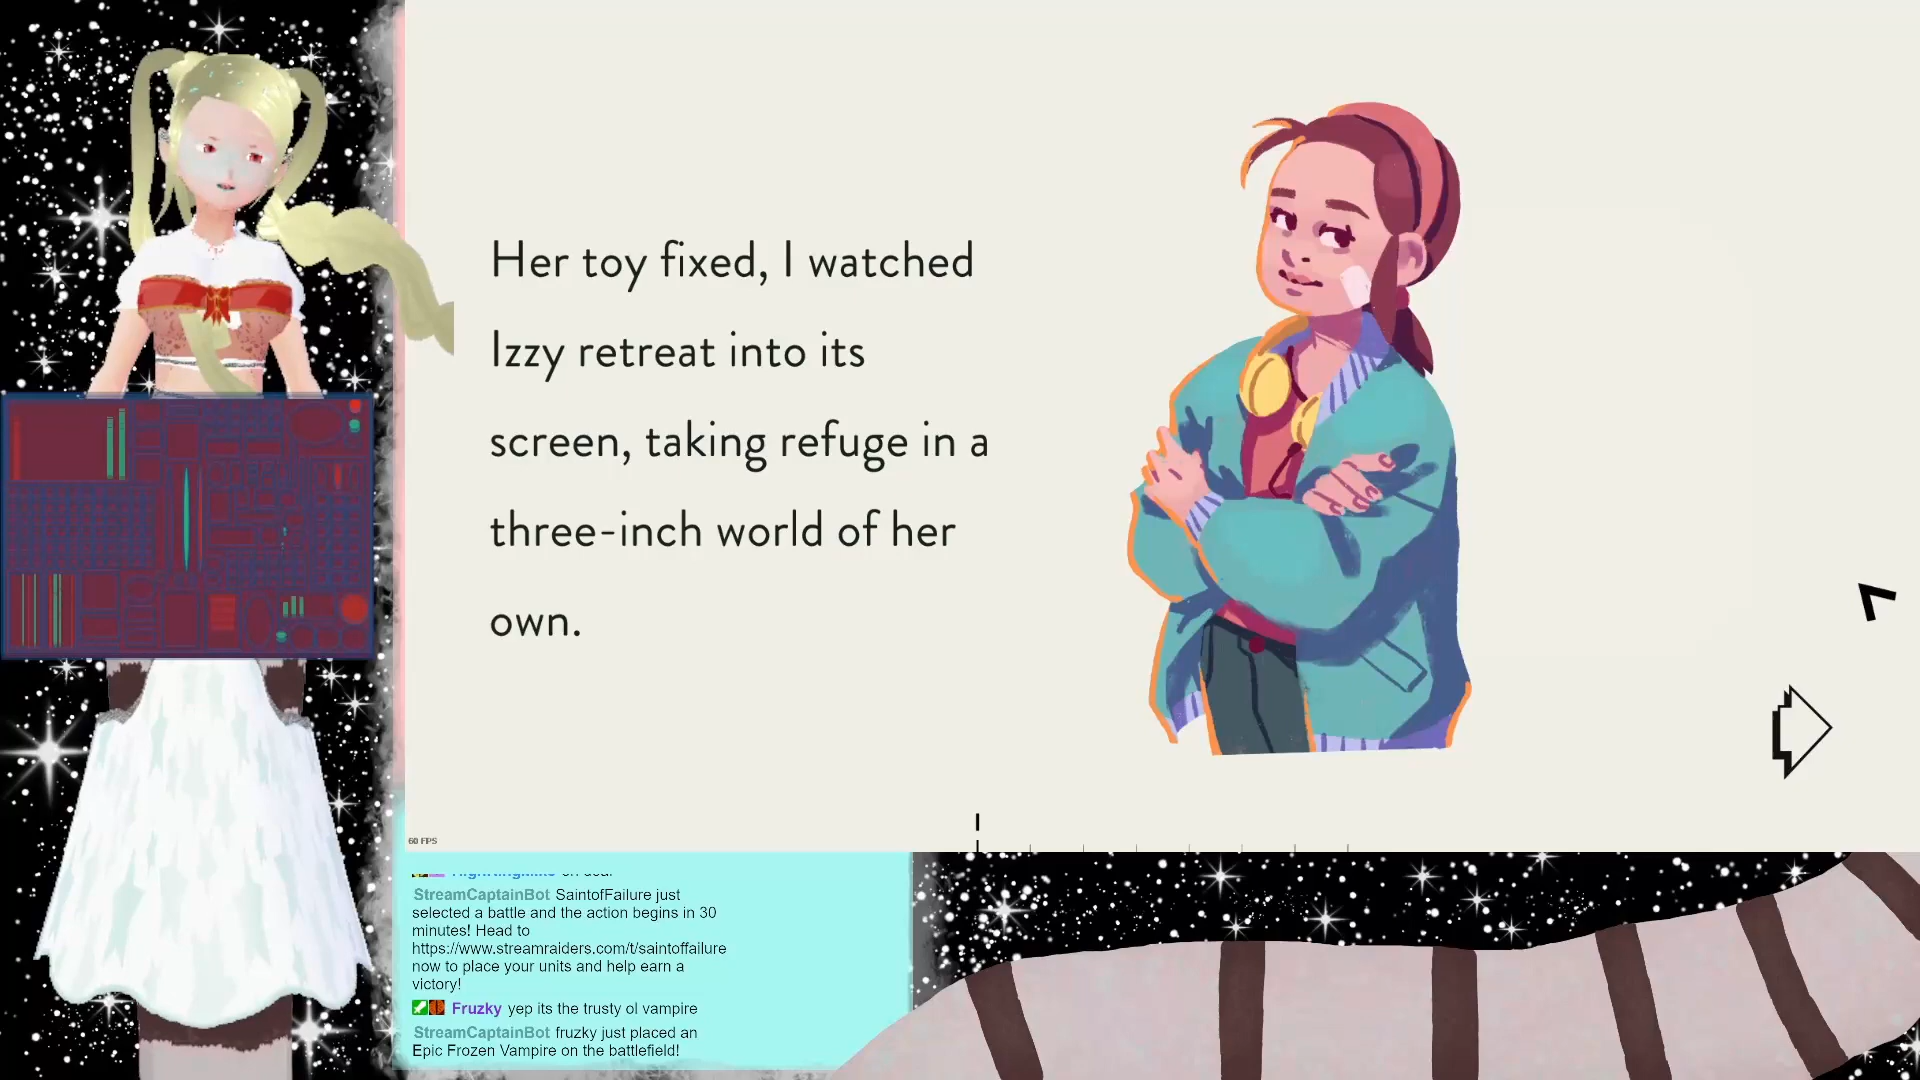 Her toy fixed, I watched
Izzy retreat into its
screen, taking refuge in a
three-inch world of her
own.
60 FPS
StreamCaptainBot SaintofFailure just
selected a battle and the action begins in 30
minutes! Head to
https://www.streamraiders.com/t/saintoffailure
now to place your units and help earn a
victory!
Fruzky yep its the trusty ol vampire
StreamCaptainBot fruzky just placed an
Epic Frozen Vampire on the battlefield!